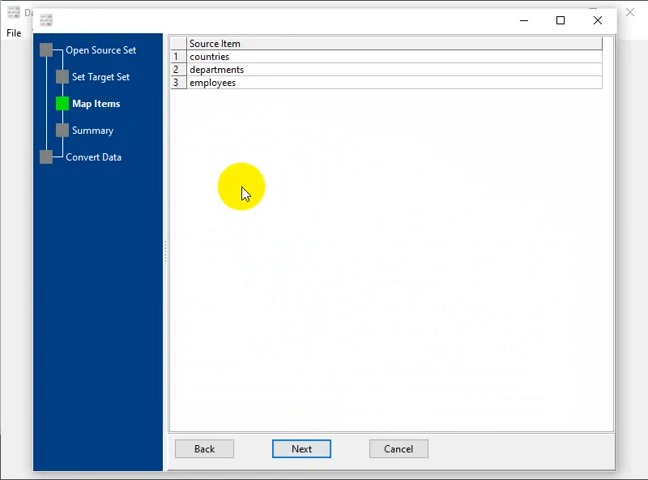 Da
File
Open Source Set
Set Target Set
Map Items
Summary
Convert Data
Source Item
1 countries
2 departments
3 employees
Back
Next
Cancel